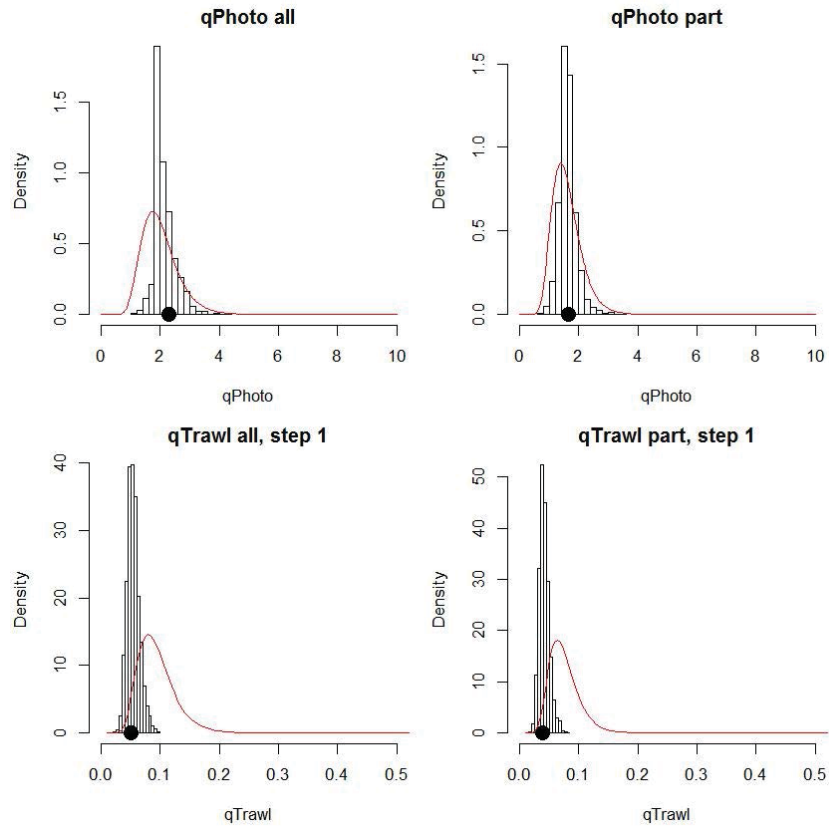 qPhoto all
Density
0.0 0.5 1.0 1.5
0 2 4 6 8 10
qPhoto
qPhoto part
Density
0.0 0.5 1.0 1.5
0 2 4 6 8 10
qPhoto
qTrawl all, step 1
Density
0 10 20 30 40
0.0 0.1 0.2 0.3 0.4 0.5
qTrawl
qTrawl part, step 1
Density
0 10 20 30 40 50
0.0 0.1 0.2 0.3 0.4 0.5
qTrawl